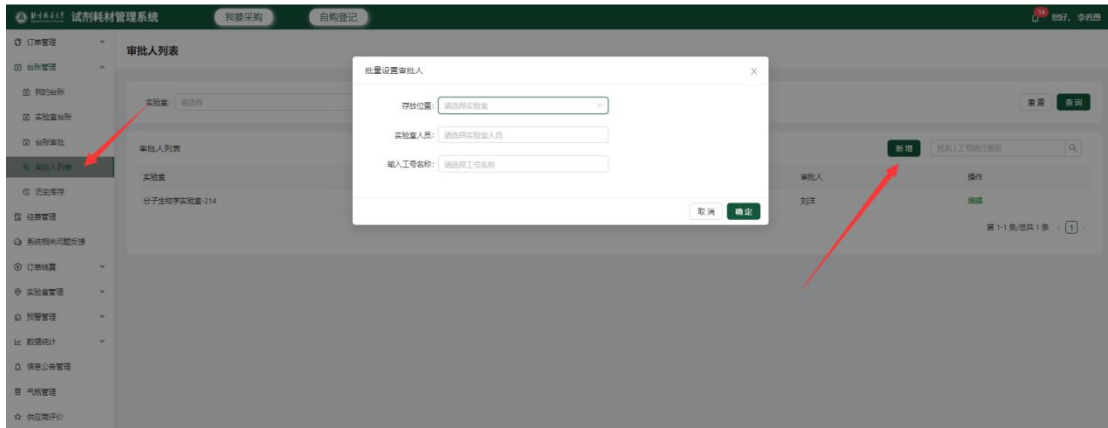 试剂耗材管理系统
我要采购
自购登记
14
您好，李若愚
订单管理
台账管理
我的台账
实验室台账
台账审批
审批人列表
历史库存
经费管理
系统相关问题反馈
订单结算
实验室管理
预警管理
数据统计
信息公告管理
气瓶管理
供应商评价
审批人列表
实验室: 请选择
重置
查询
审批人列表
新增
姓名|工号进行查询
实验室
审批人
操作
分子生物学实验室-214
刘洋
编辑
第 1-1 条/总共 1 条
1
批量设置审批人
存放位置: 请选择实验室
实验室人员: 请选择实验室人员
输入工号名称: 请选择工号名称
取消
确定